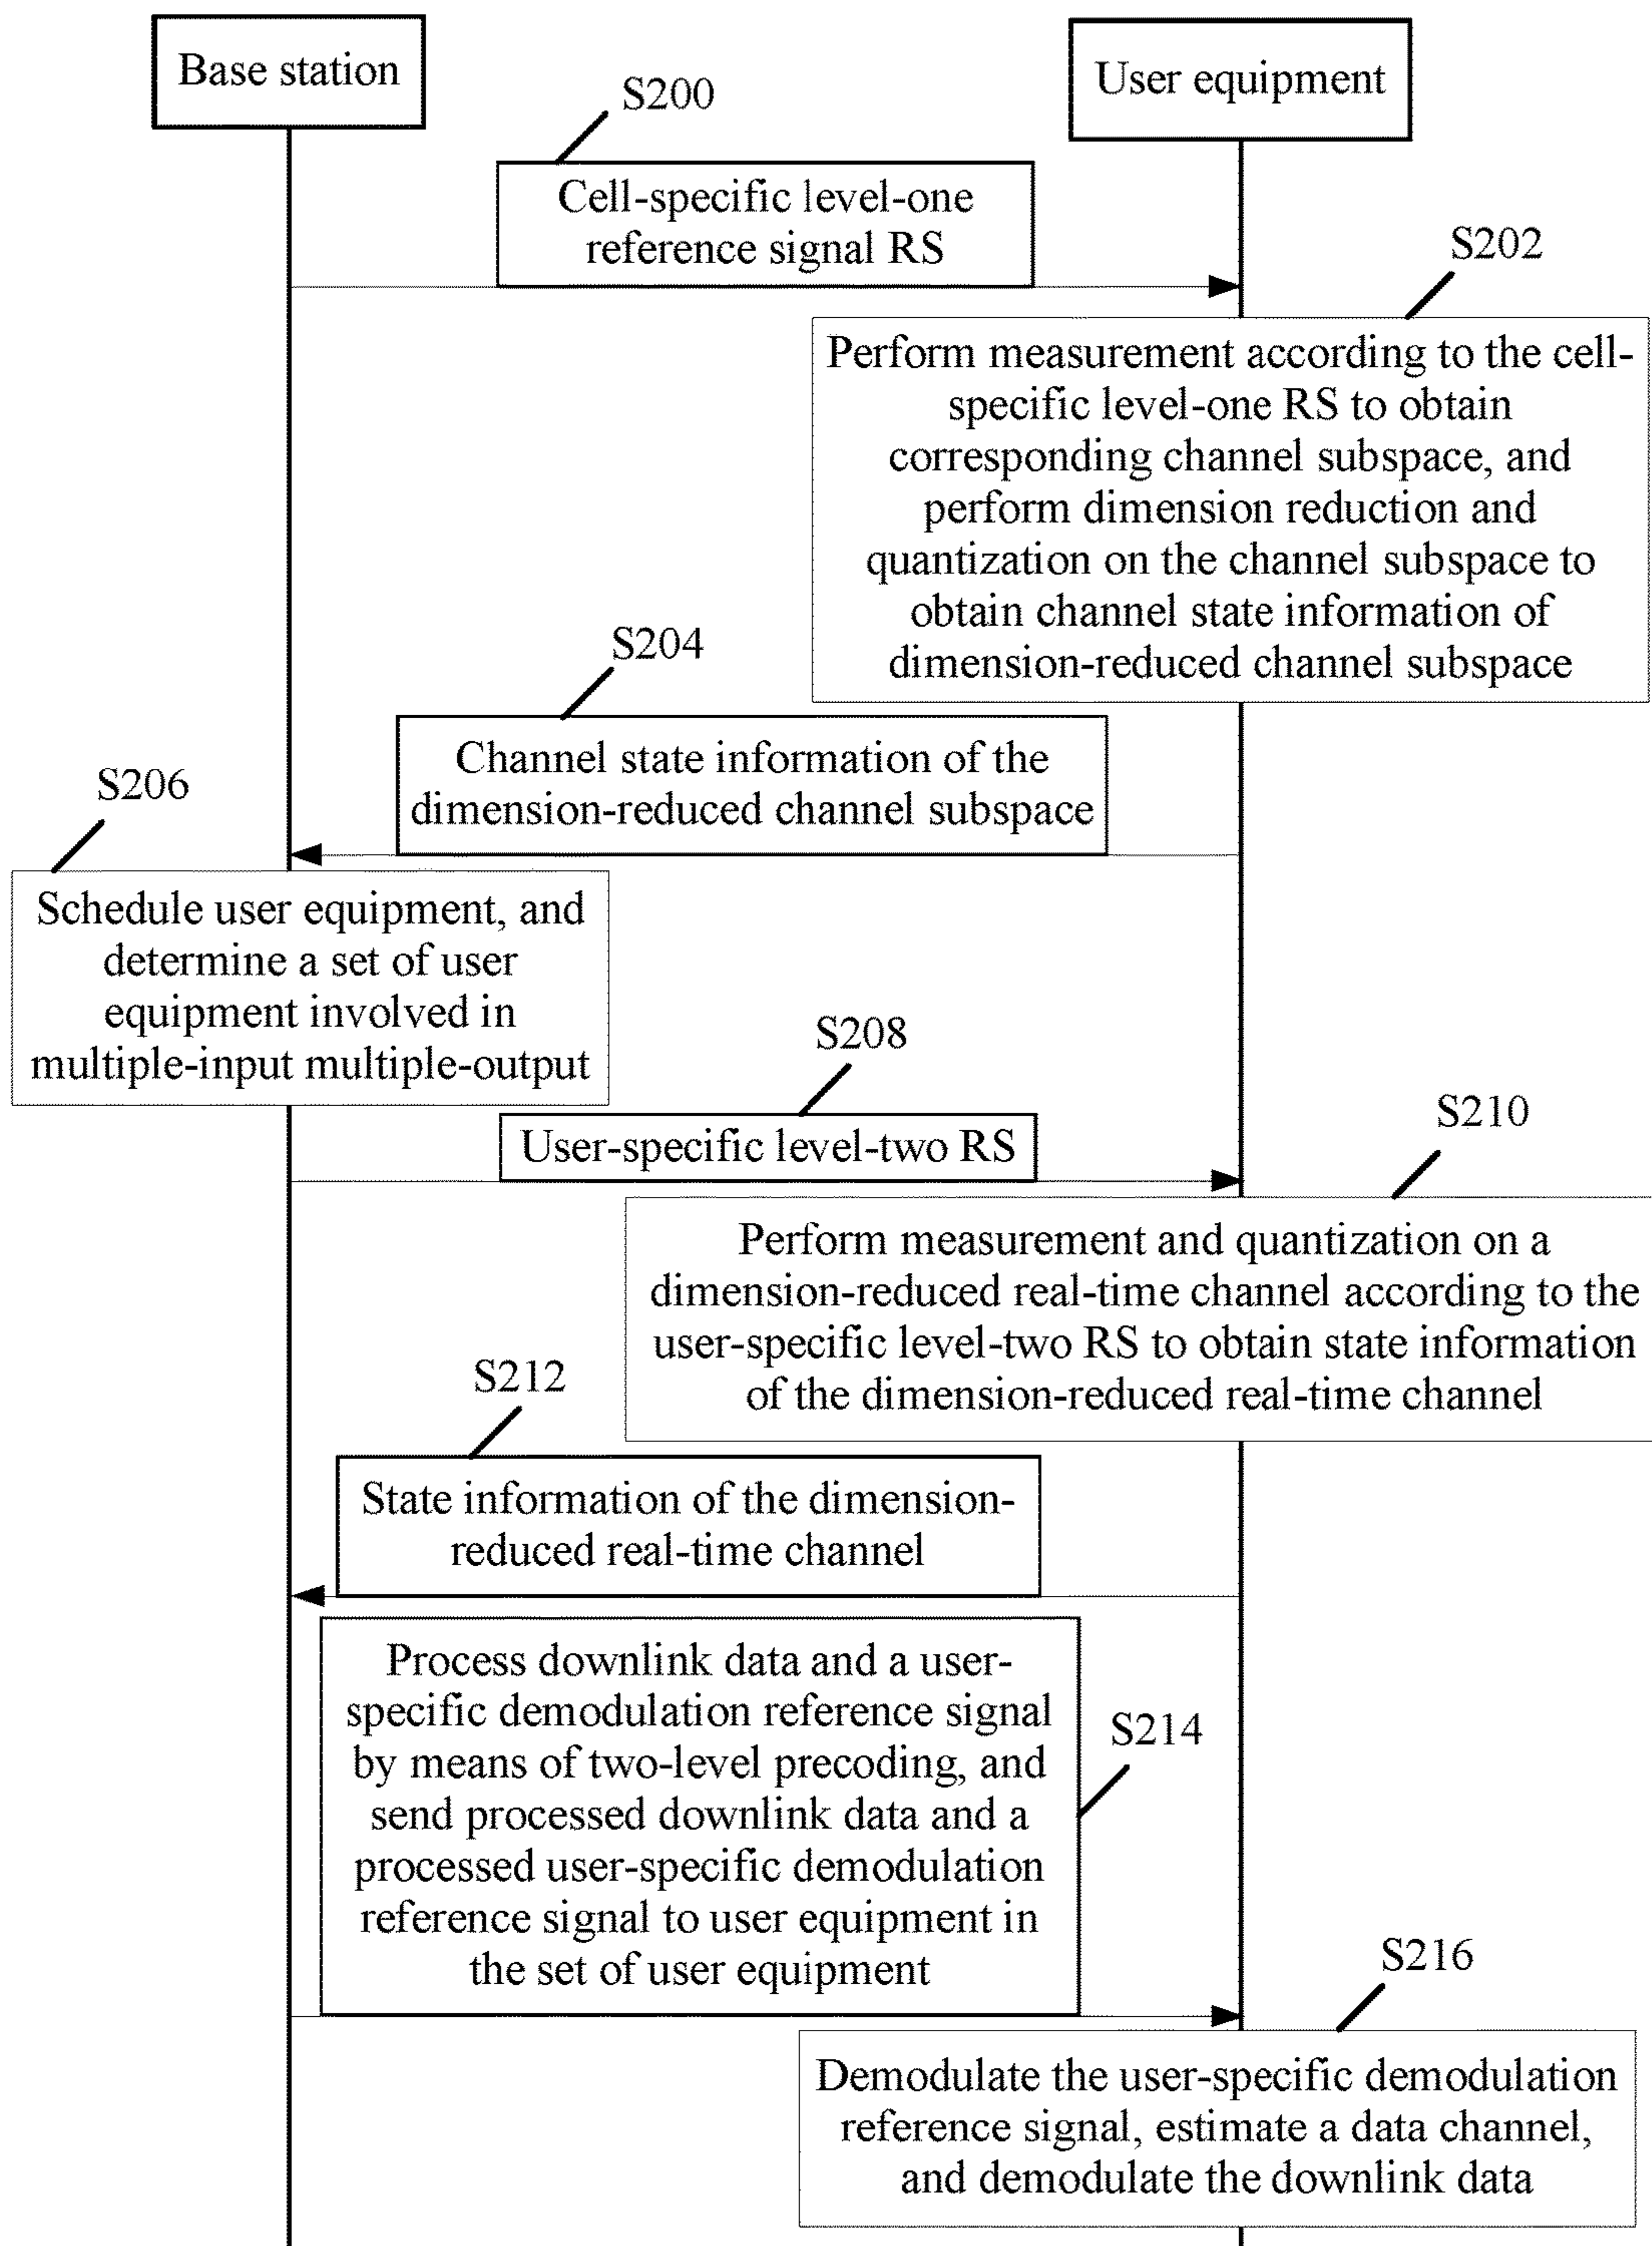 Base station
User equipment
S200
Cell-specific level-one
reference signal RS
S202
Perform measurement according to the cell-
specific level-one RS to obtain
corresponding channel subspace, and
perform dimension reduction and
quantization on the channel subspace to
obtain channel state information of
dimension-reduced channel subspace
S204
Channel state information of the
dimension-reduced channel subspace
S206
Schedule user equipment, and
determine a set of user
equipment involved in
multiple-input multiple-output
S208
User-specific level-two RS
S210
Perform measurement and quantization on a
dimension-reduced real-time channel according to the
user-specific level-two RS to obtain state information
of the dimension-reduced real-time channel
S212
State information of the dimension-
reduced real-time channel
Process downlink data and a user-
specific demodulation reference signal
by means of two-level precoding, and
send processed downlink data and a
processed user-specific demodulation
reference signal to user equipment in
the set of user equipment
S214
S216
Demodulate the user-specific demodulation
reference signal, estimate a data channel,
and demodulate the downlink data